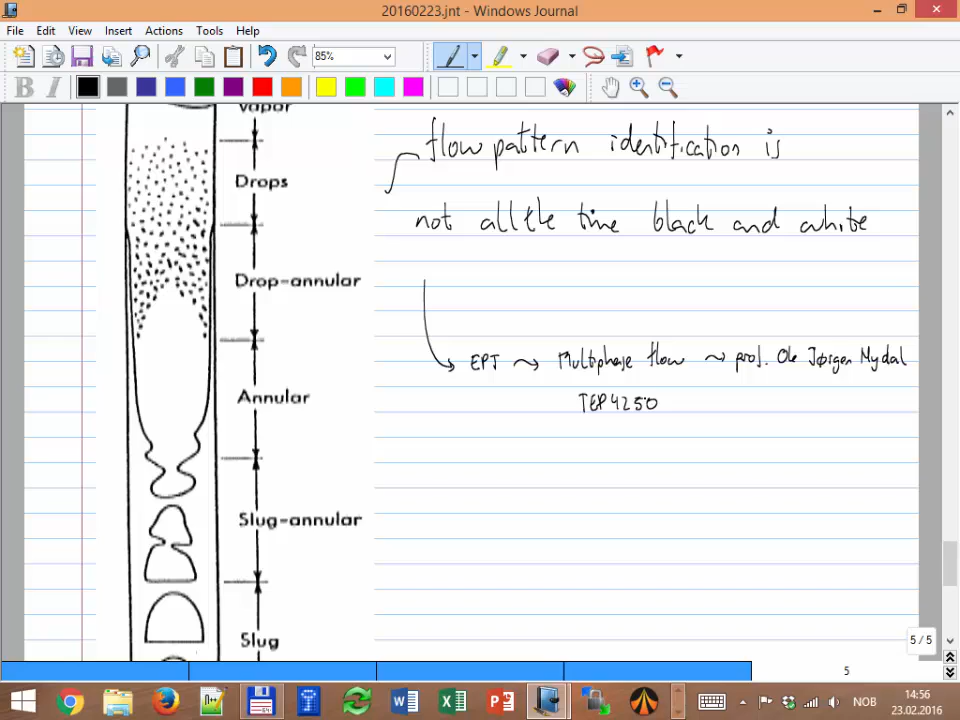 20160223.jnt - Windows Journal
File Edit View Insert Actions Tools Help
85%
B I
vapor
Drops
Drop-annular
Annular
Slug-annular
Slug
flow pattern identification is
not all the time black and white
EPT ~> Multiphase flow ~> prof. Ole Jørgen Nydal
TEP4250
5 / 5
5
NOB
14:56
23.02.2016